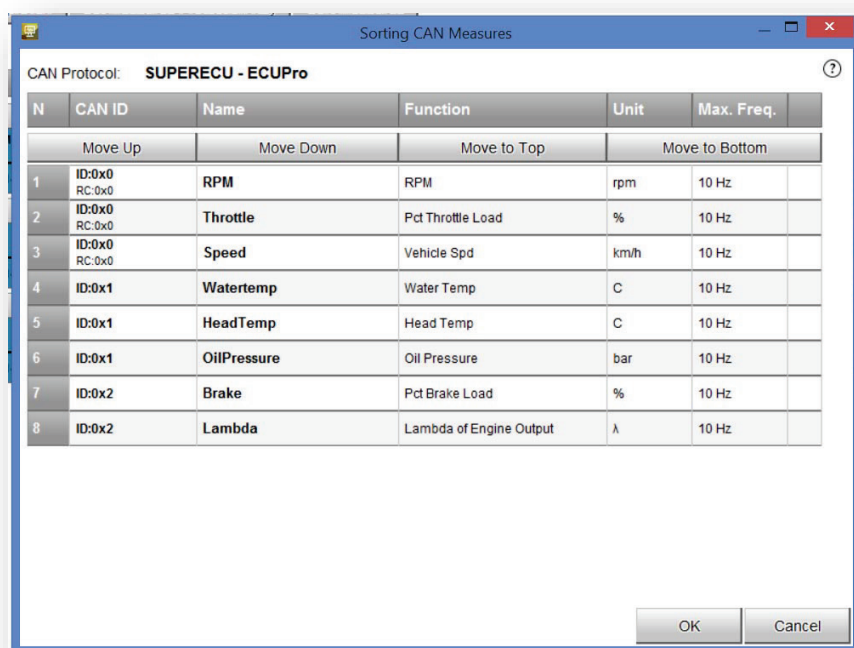 Sorting CAN Measures
CAN Protocol: SUPERECU - ECUPro
N CAN ID Name Function Unit Max. Freq.
Move Up Move Down Move to Top Move to Bottom
1 ID:0x0 RC:0x0 RPM RPM rpm 10 Hz
2 ID:0x0 RC:0x0 Throttle Pct Throttle Load % 10 Hz
3 ID:0x0 RC:0x0 Speed Vehicle Spd km/h 10 Hz
4 ID:0x1 Watertemp Water Temp C 10 Hz
5 ID:0x1 HeadTemp Head Temp C 10 Hz
6 ID:0x1 OilPressure Oil Pressure bar 10 Hz
7 ID:0x2 Brake Pct Brake Load % 10 Hz
8 ID:0x2 Lambda Lambda of Engine Output λ 10 Hz
OK Cancel